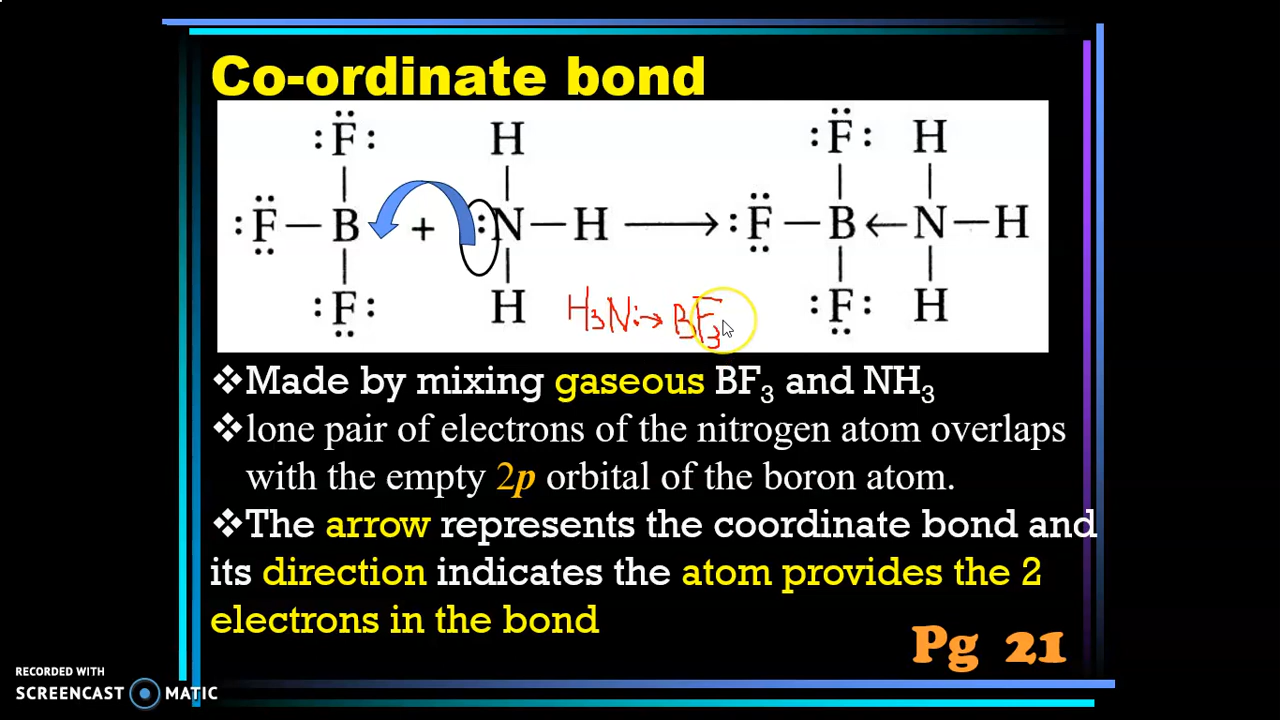 Co-ordinate bond
:F: H :F: H
:F—B + :N—H ⟶ :F—B←N—H
:F: H :F: H
H₃N:→BF₃
❖Made by mixing gaseous BF₃ and NH₃
❖lone pair of electrons of the nitrogen atom overlaps
with the empty 2p orbital of the boron atom.
❖The arrow represents the coordinate bond and
its direction indicates the atom provides the 2
electrons in the bond
Pg 21
RECORDED WITH
SCREENCAST MATIC